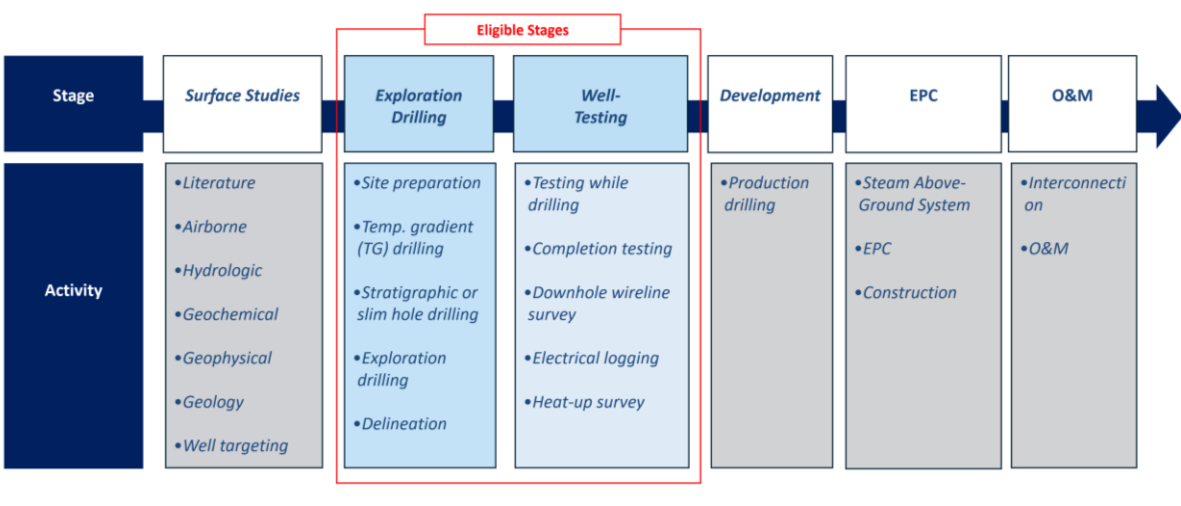 Eligible Stages
Stage
Surface Studies
Exploration
Drilling
Well-
Testing
Development
EPC
O&M
Activity
•Literature
•Airborne
•Hydrologic
•Geochemical
•Geophysical
•Geology
•Well targeting
•Site preparation
•Temp. gradient
(TG) drilling
•Stratigraphic or
slim hole drilling
•Exploration
drilling
•Delineation
•Testing while
drilling
•Completion testing
•Downhole wireline
survey
•Electrical logging
•Heat-up survey
•Production
drilling
•Steam Above-
Ground System
•EPC
•Construction
•Interconnecti
on
•O&M